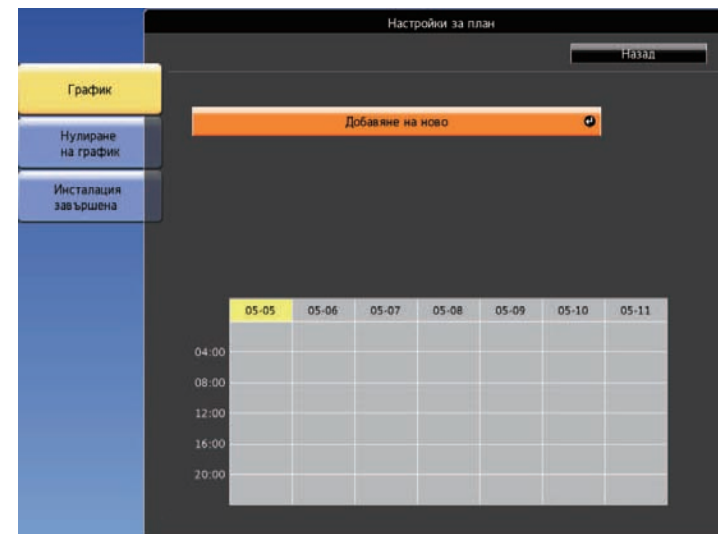 Настройки за план
Назад
График
Добавяне на ново
Нулиране
на график
Инсталация
завършена
05-05 05-06 05-07 05-08 05-09 05-10 05-11
04:00
08:00
12:00
16:00
20:00